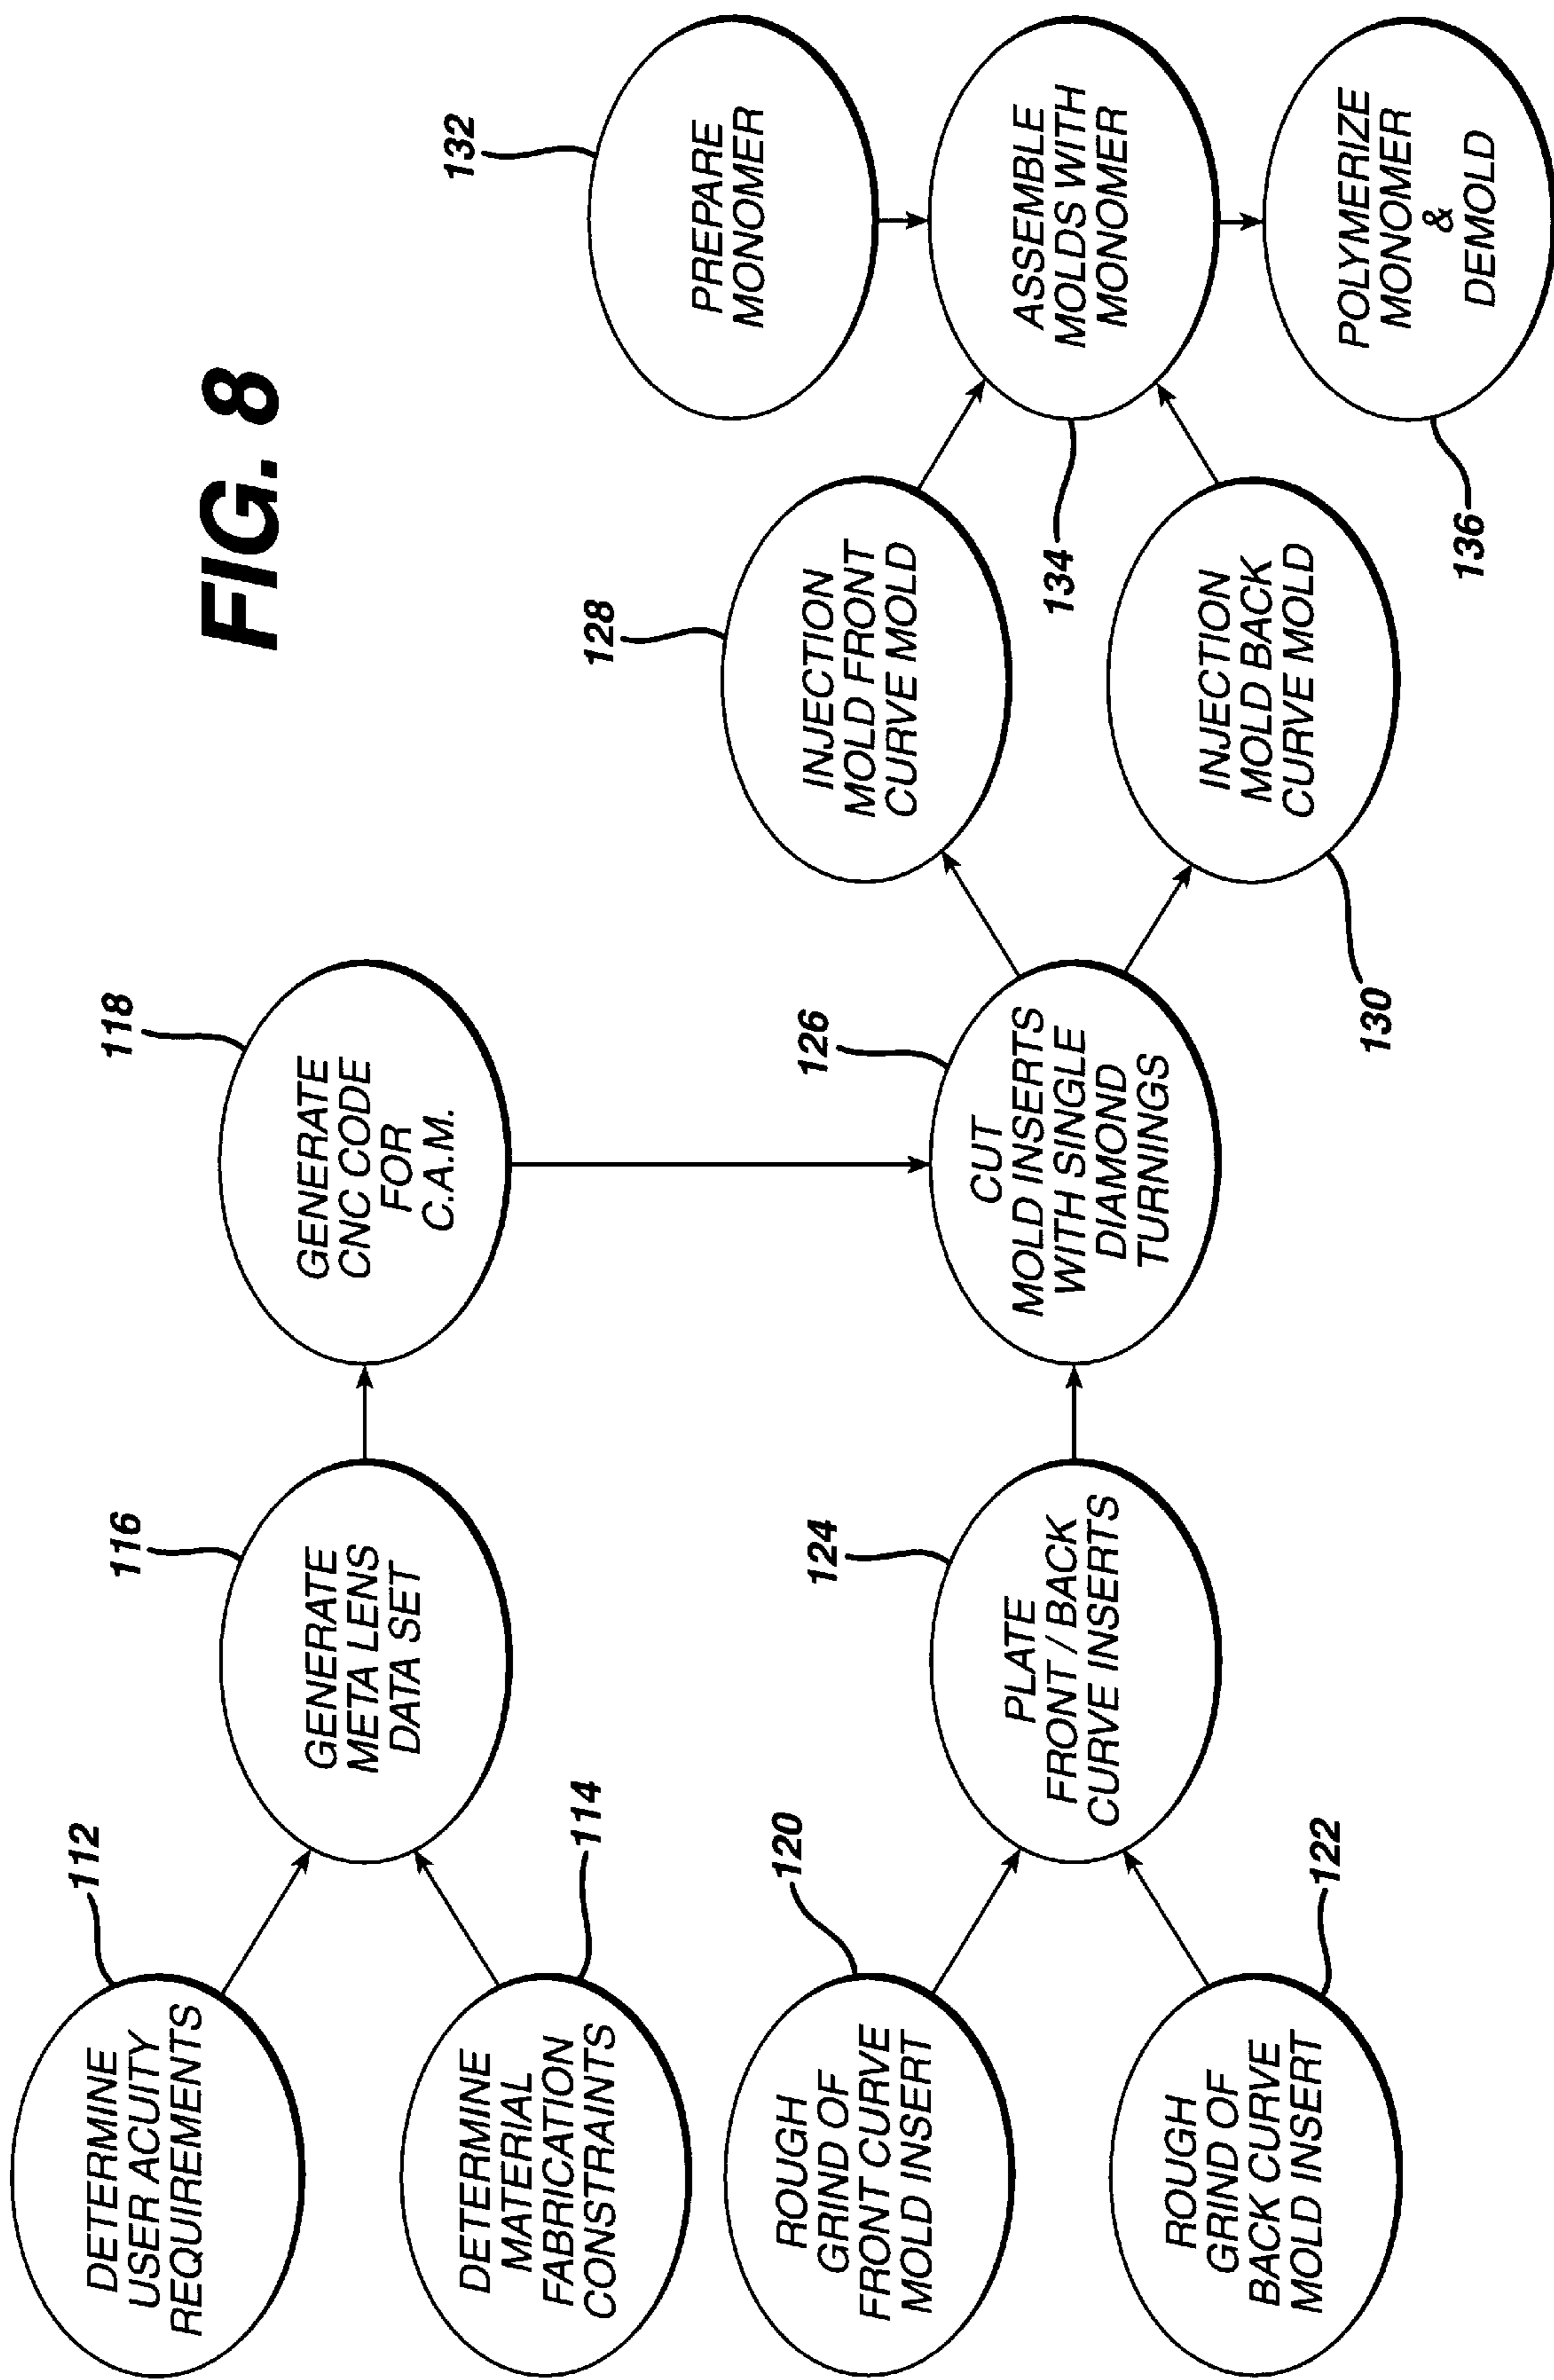 FIG. 8
112
DETERMINE
USER ACUITY
REQUIREMENTS
114
DETERMINE
MATERIAL
FABRICATION
CONSTRAINTS
116
GENERATE
META LENS
DATA SET
118
GENERATE
CNC CODE
FOR
C.A.M.
120
ROUGH
GRIND OF
FRONT CURVE
MOLD INSERT
122
ROUGH
GRIND OF
BACK CURVE
MOLD INSERT
124
PLATE
FRONT / BACK
CURVE INSERTS
126
CUT
MOLD INSERTS
WITH SINGLE
DIAMOND
TURNINGS
128
INJECTION
MOLD FRONT
CURVE MOLD
130
INJECTION
MOLD BACK
CURVE MOLD
132
PREPARE
MONOMER
134
ASSEMBLE
MOLDS WITH
MONOMER
136
POLYMERIZE
MONOMER
&
DEMOLD